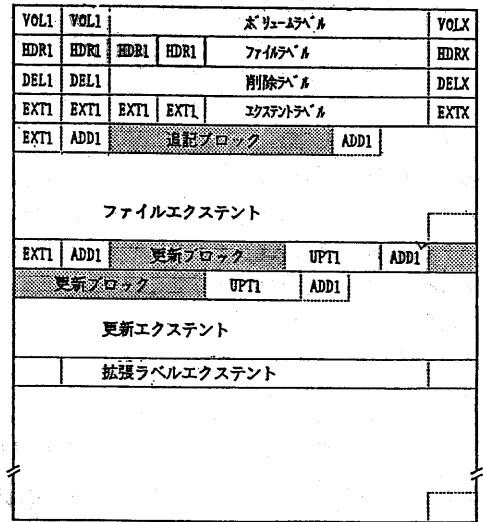 VOL1 VOL1 ボリュームラベル VOLX
HDR1 HDR1 HDR1 HDR1 ファイルラベル HDRX
DEL1 DEL1 削除ラベル DELX
EXT1 EXT1 EXT1 EXT1 エクステントラベル EXTX
EXT1 ADD1 追記ブロック ADD1
ファイルエクステント
EXT1 ADD1 更新ブロック UPT1 ADD1
更新ブロック UPT1 ADD1
更新エクステント
拡張ラベルエクステント